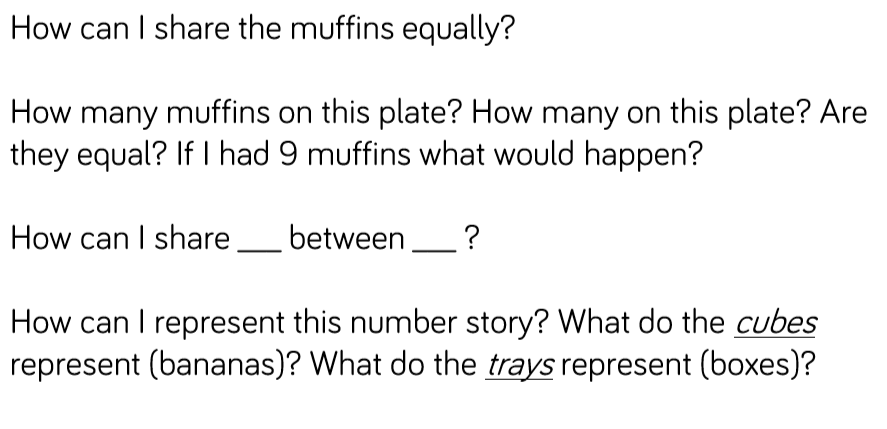 How can I share the muffins equally?
How many muffins on this plate? How many on this plate? Are
they equal? If I had 9 muffins what would happen?
How can I share ___ between ___ ?
How can I represent this number story? What do the cubes
represent (bananas)? What do the trays represent (boxes)?